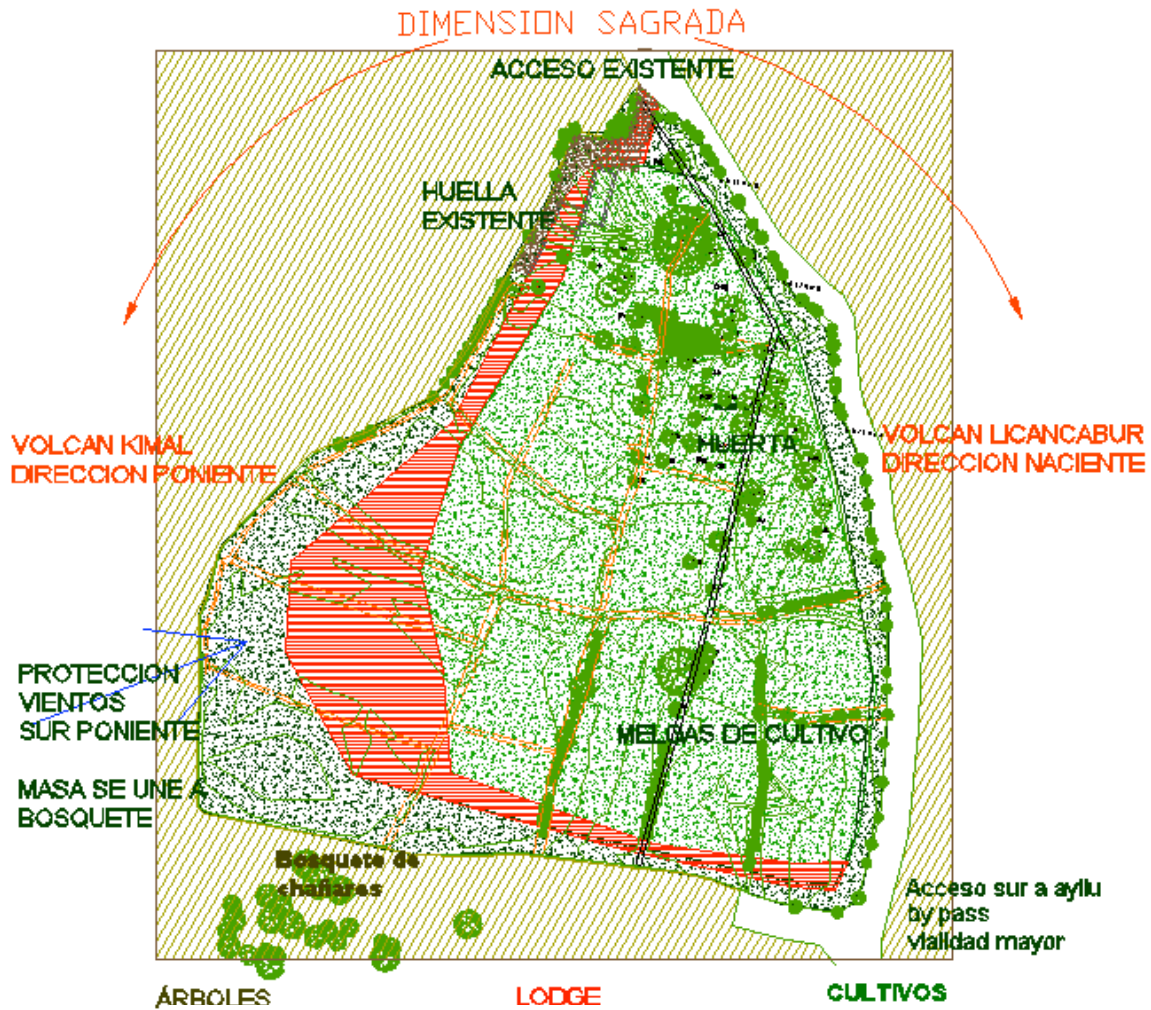 DIMENSION SAGRADA
ACCESO EXISTENTE
HUELLA
EXISTENTE
VOLCAN KIMAL
DIRECCION PONIENTE
HUERTA
VOLCAN LICANCABUR
DIRECCION NACIENTE
PROTECCION
VIENTOS
SUR PONIENTE
MELGAS DE CULTIVO
MASA SE UNE A
BOSQUETE
Bosquete de
chañares
Acceso sur a ayllu
by pass
vialidad mayor
ÁRBOLES
LODGE
CULTIVOS